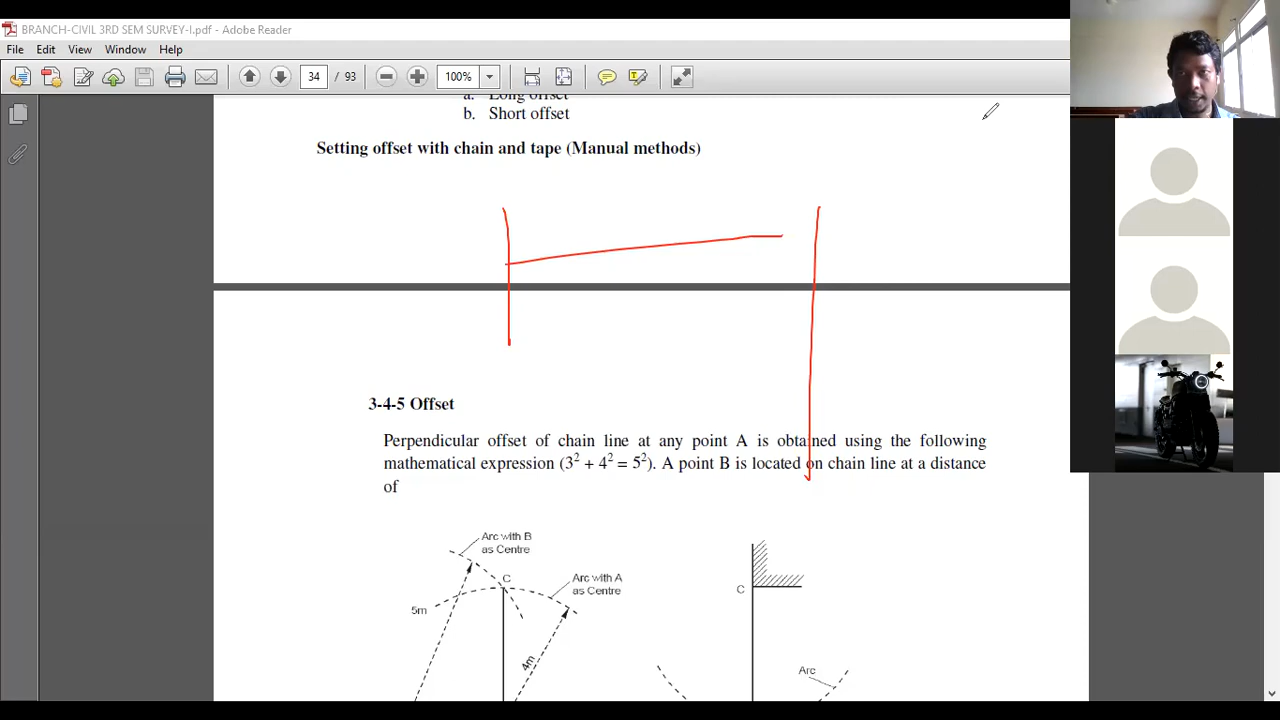 BRANCH-CIVIL 3RD SEM SURVEY-I.pdf - Adobe Reader
File Edit View Window Help
34 / 93 100%
a. Long offset
b. Short offset
Setting offset with chain and tape (Manual methods)
3-4-5 Offset
Perpendicular offset of chain line at any point A is obtained using the following
mathematical expression (3² + 4² = 5²). A point B is located on chain line at a distance
of
Arc with B
as Centre
C
Arc with A
as Centre
5m
4m
C
Arc